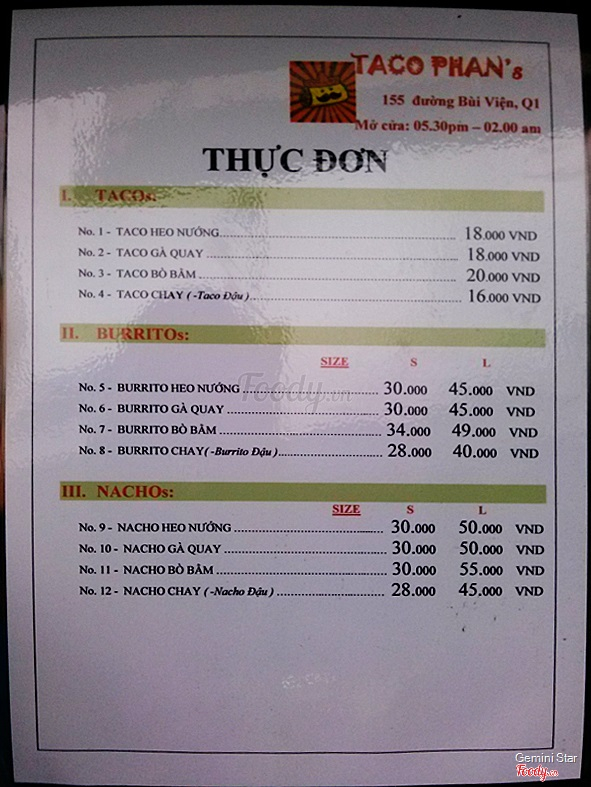 TACO PHAN's
155 đường Bùi Viện, Q1
Mở cửa: 05.30pm – 02.00 am
THỰC ĐƠN
I. TACOs:
No. 1 - TACO HEO NƯỚNG 18.000 VND
No. 2 - TACO GÀ QUAY 18.000 VND
No. 3 - TACO BÒ BẰM 20.000 VND
No. 4 - TACO CHAY ( -Taco Đậu ) 16.000 VND
II. BURRITOs:
SIZE S L
No. 5 - BURRITO HEO NƯỚNG 30.000 45.000 VND
No. 6 - BURRITO GÀ QUAY 30.000 45.000 VND
No. 7 - BURRITO BÒ BẰM 34.000 49.000 VND
No. 8 - BURRITO CHAY( -Burrito Đậu ) 28.000 40.000 VND
Foody.vn
III. NACHOs:
SIZE S L
No. 9 - NACHO HEO NƯỚNG 30.000 50.000 VND
No. 10 - NACHO GÀ QUAY 30.000 50.000 VND
No. 11 - NACHO BÒ BẰM 30.000 55.000 VND
No. 12 - NACHO CHAY ( -Nacho Đậu ) 28.000 45.000 VND
Gemini Star
Foody.vn